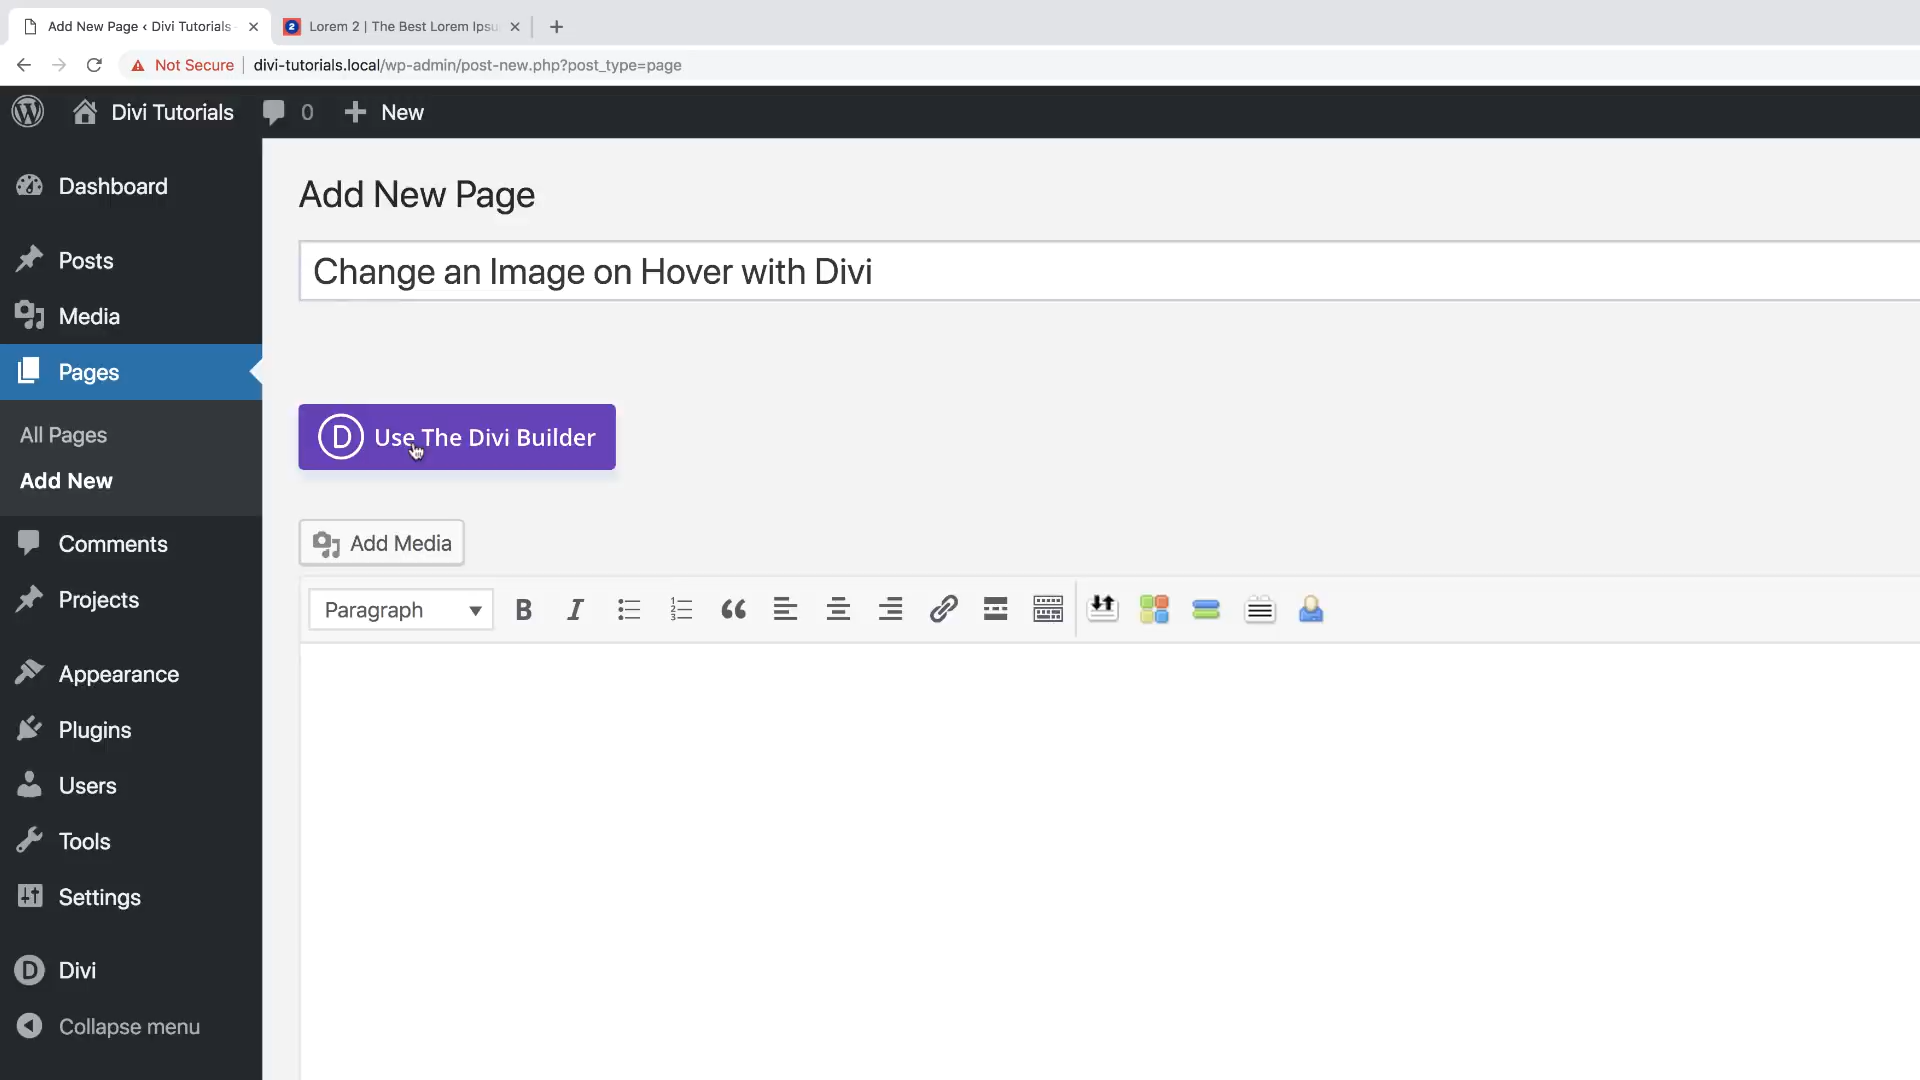 Add New Page ‹ Divi Tutorials
Lorem 2 | The Best Lorem Ipsu
Not Secure
divi-tutorials.local/wp-admin/post-new.php?post_type=page
Divi Tutorials
0
New
Dashboard
Posts
Media
Pages
All Pages
Add New
Comments
Projects
Appearance
Plugins
Users
Tools
Settings
Divi
Collapse menu
Add New Page
Change an Image on Hover with Divi
D Use The Divi Builder
Add Media
Paragraph